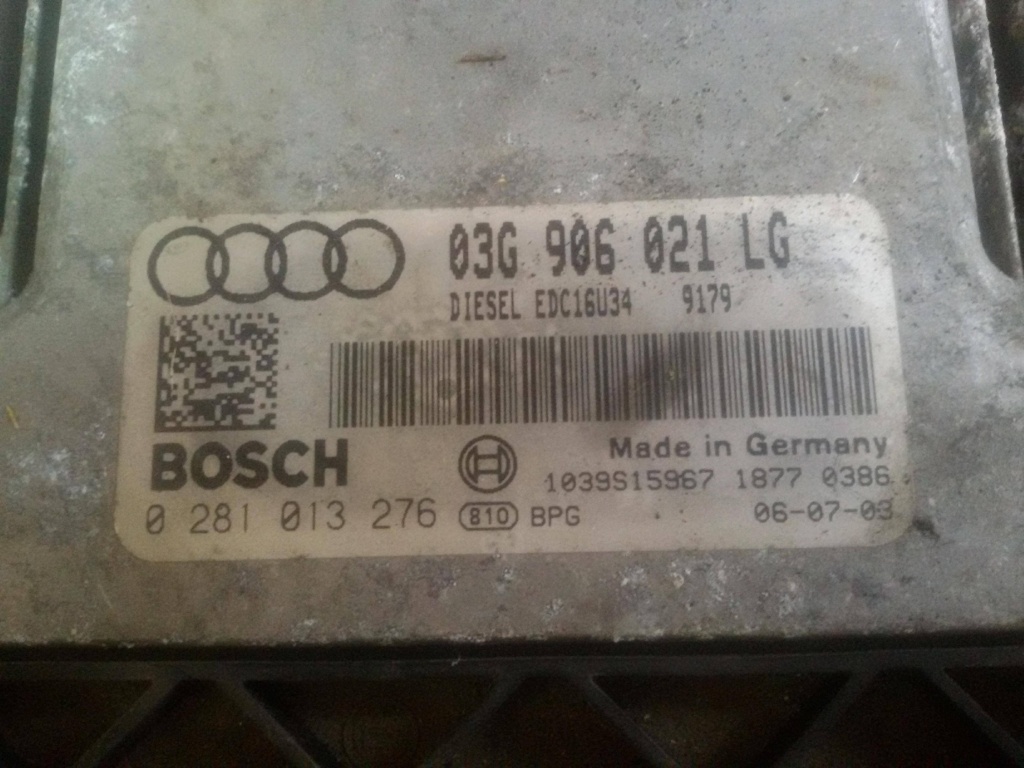 03G 906 021 LG
DIESEL EDC16U34 9179
BOSCH
Made in Germany
1039S15967 1877 0386
0 281 013 276 810 BPG 06-07-03